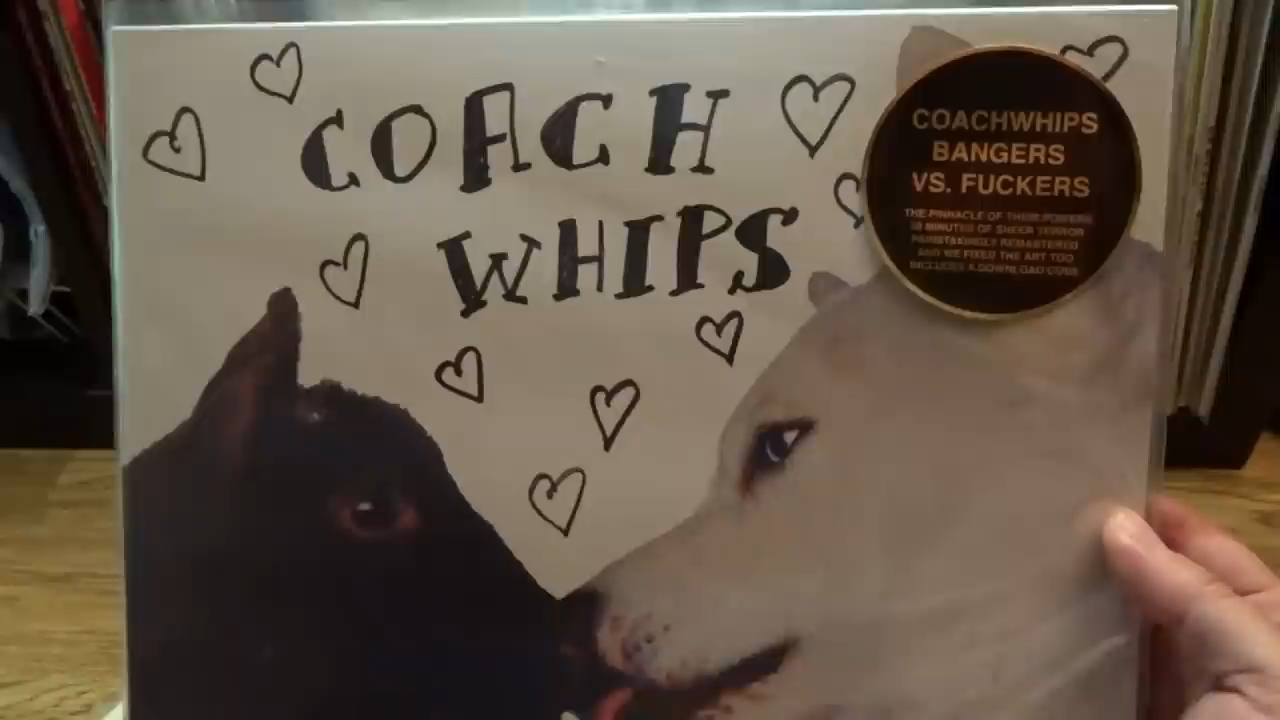 COACH
WHIPS
COACHWHIPS
BANGERS
VS. FUCKERS
THE PINNACLE OF THEIR POWERS
MINUTES OF SHEER TERROR
PAINSTAKINGLY REMASTERED
AND WE FIXED THE ART TOO
INCLUDES A DOWNLOAD CODE